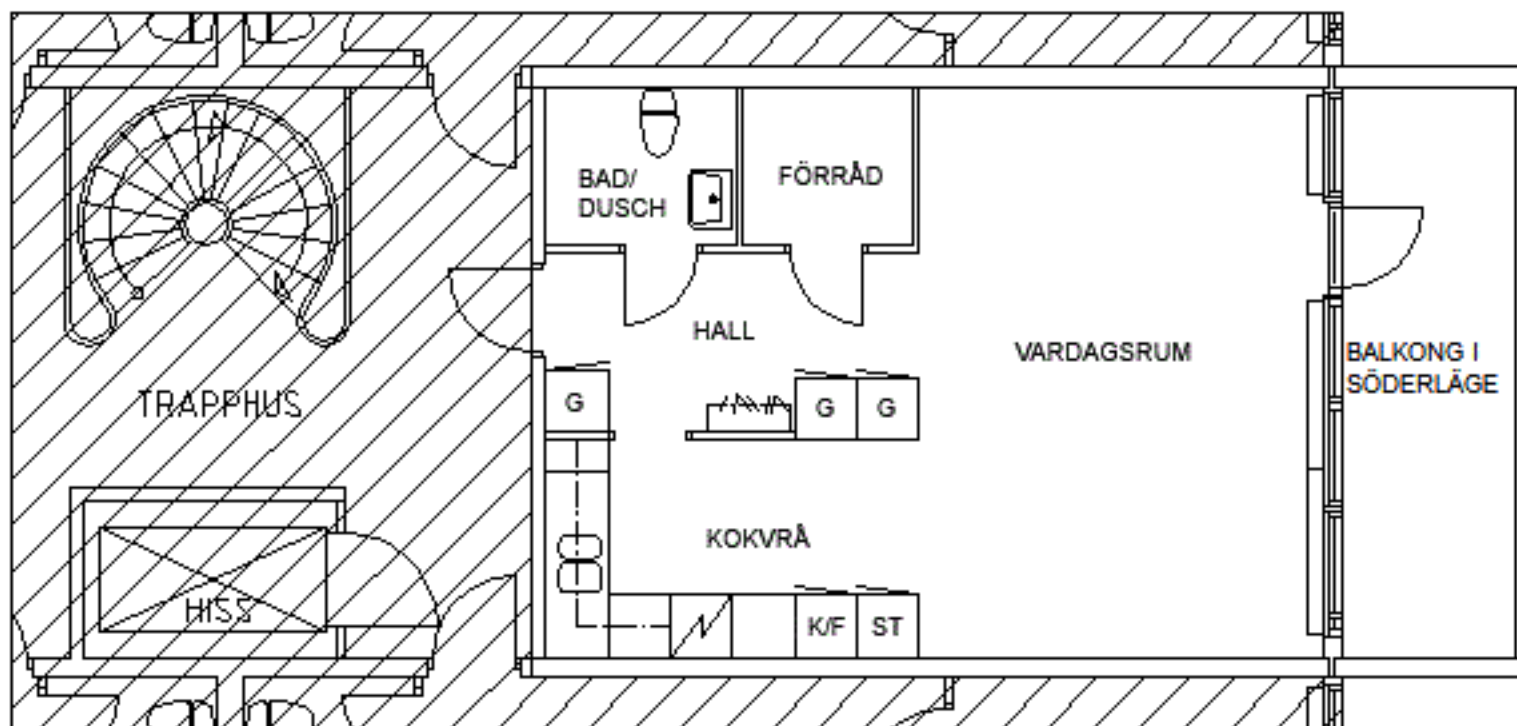 BAD/
DUSCH
FÖRRÅD
HALL
VARDAGSRUM
BALKONG I
SÖDERLÄGE
TRAPPHUS
G
G
G
KOKVRÅ
HISS
K/F
ST